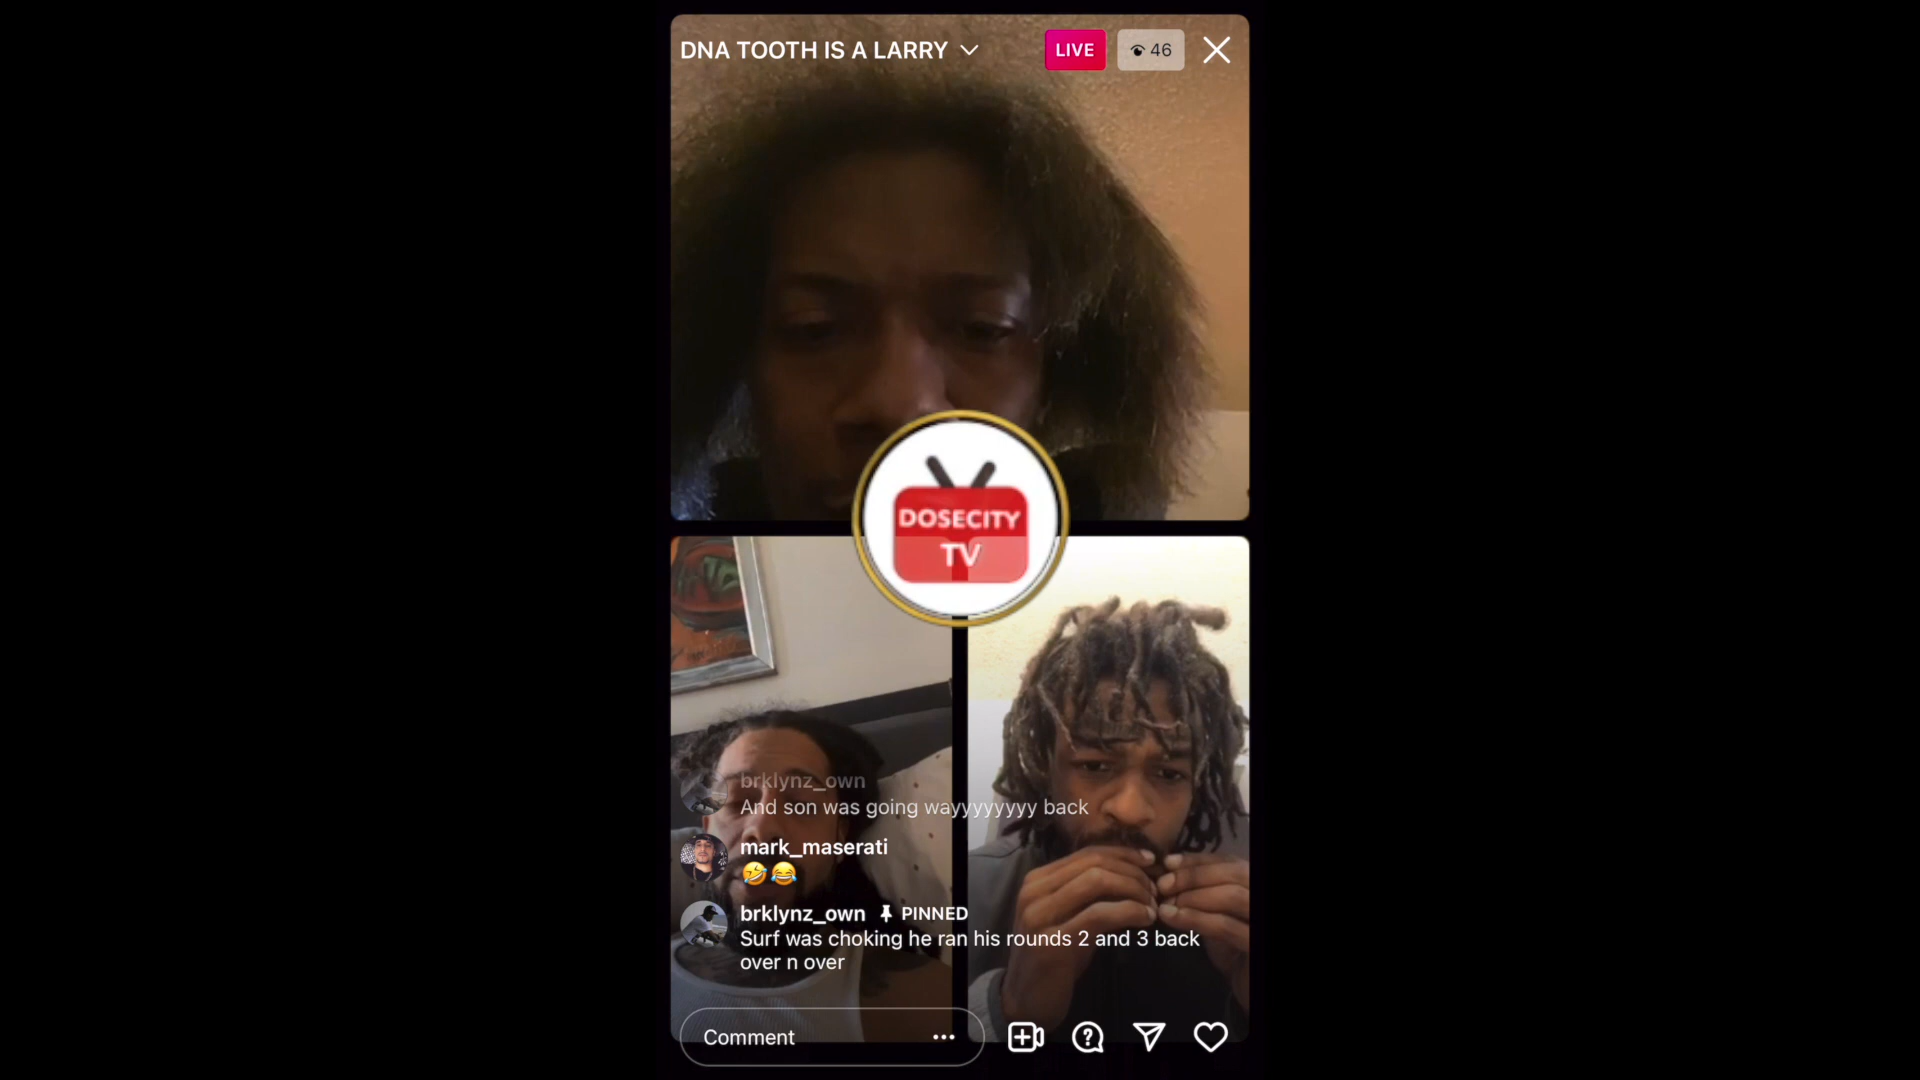 DNA TOOTH IS A LARRY
LIVE
46
DOSECITY
TV
brklynz_own
And son was going wayyyyyyyy back
mark_maserati
🤣😂
brklynz_own PINNED
Surf was choking he ran his rounds 2 and 3 back
over n over
Comment